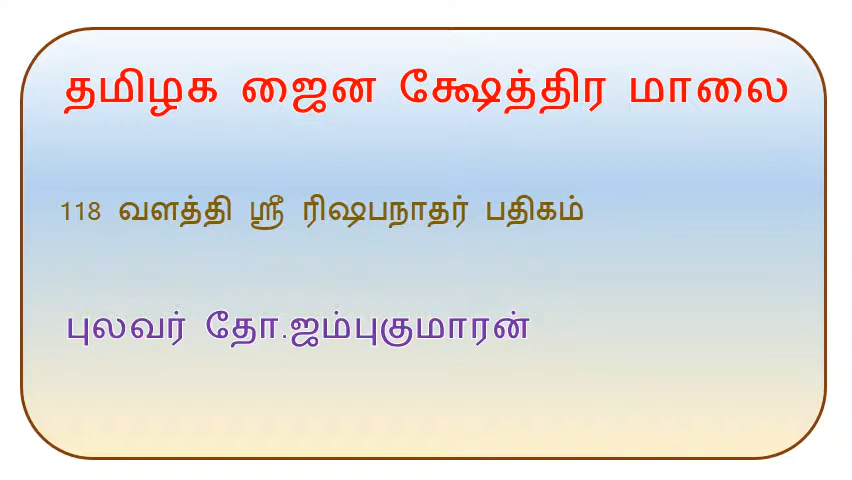 தமிழக ஜைன க்ஷேத்திர மாலை
118 வளத்தி ஸ்ரீ ரிஷபநாதர் பதிகம்
புலவர் தோ.ஜம்புகுமாரன்